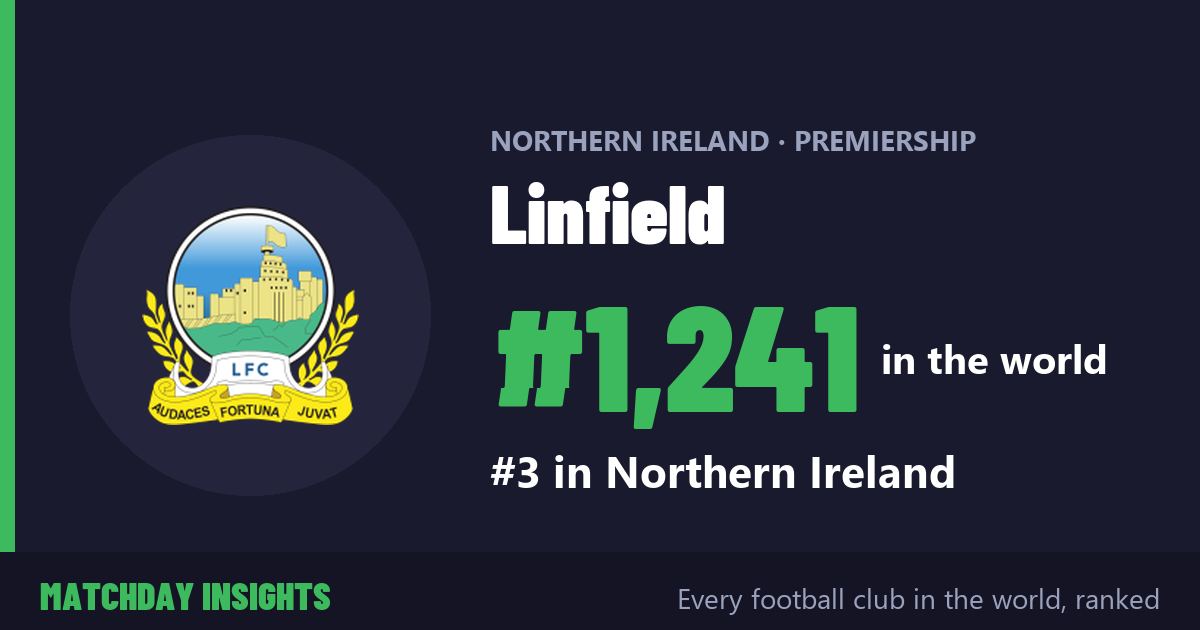 NORTHERN IRELAND · PREMIERSHIP
Linfield
#1,241 in the world
#3 in Northern Ireland
LFC
AUDACES FORTUNA JUVAT
MATCHDAY INSIGHTS
Every football club in the world, ranked